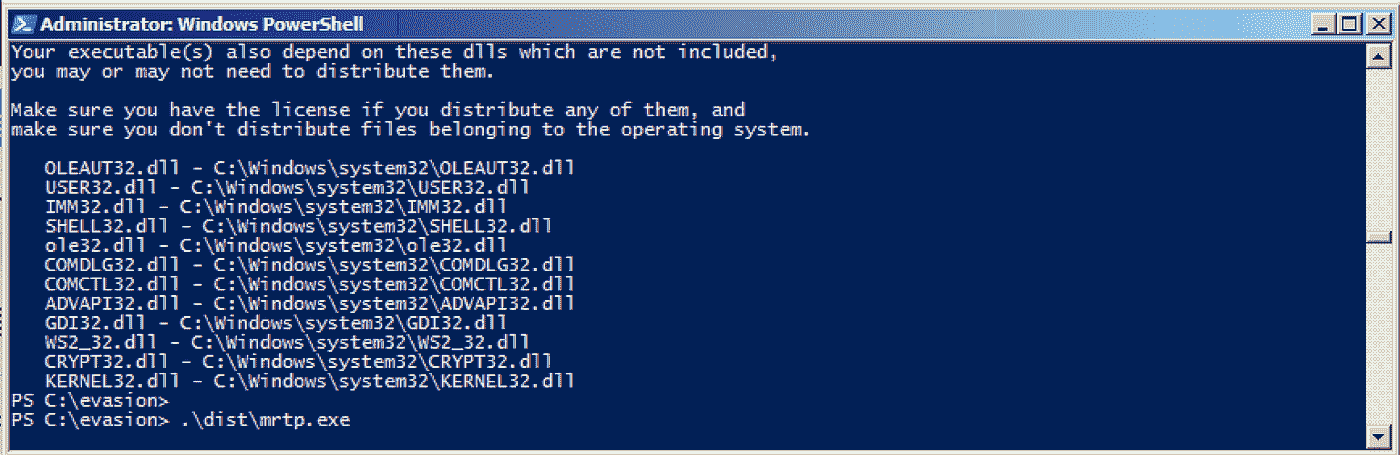 Administrator: Windows PowerShell
Your executable(s) also depend on these dlls which are not included,
you may or may not need to distribute them.
Make sure you have the license if you distribute any of them, and
make sure you don't distribute files belonging to the operating system.
OLEAUT32.dll - C:\Windows\system32\OLEAUT32.dll
USER32.dll - C:\Windows\system32\USER32.dll
IMM32.dll - C:\Windows\system32\IMM32.dll
SHELL32.dll - C:\Windows\system32\SHELL32.dll
ole32.dll - C:\Windows\system32\ole32.dll
COMDLG32.dll - C:\Windows\system32\COMDLG32.dll
COMCTL32.dll - C:\Windows\system32\COMCTL32.dll
ADVAPI32.dll - C:\Windows\system32\ADVAPI32.dll
GDI32.dll - C:\Windows\system32\GDI32.dll
WS2_32.dll - C:\Windows\system32\WS2_32.dll
CRYPT32.dll - C:\Windows\system32\CRYPT32.dll
KERNEL32.dll - C:\Windows\system32\KERNEL32.dll
PS C:\evasion>
PS C:\evasion> .\dist\mrtp.exe